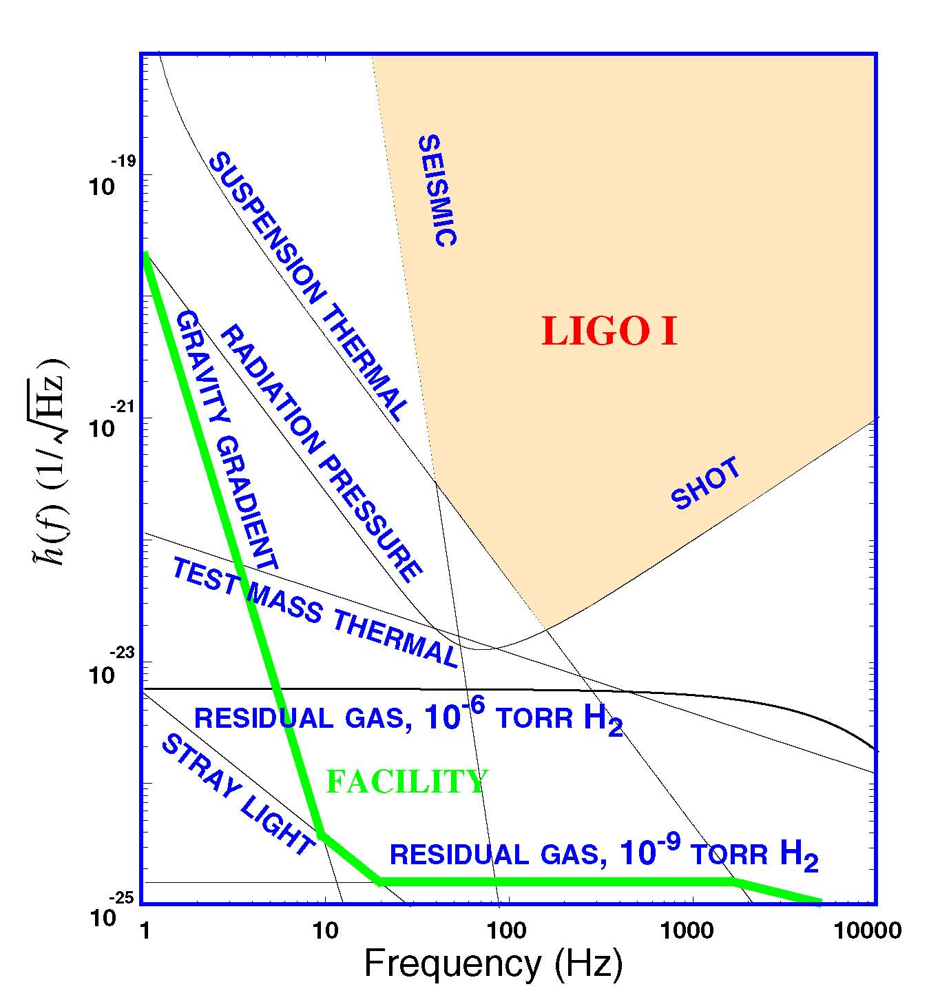 10^-19
10^-21
10^-23
10^-25
h̃(f) (1/√Hz)
SUSPENSION THERMAL
SEISMIC
LIGO I
GRAVITY GRADIENT
RADIATION PRESSURE
SHOT
TEST MASS THERMAL
RESIDUAL GAS, 10^-6 TORR H₂
STRAY LIGHT
FACILITY
RESIDUAL GAS, 10^-9 TORR H₂
1 10 100 1000 10000
Frequency (Hz)